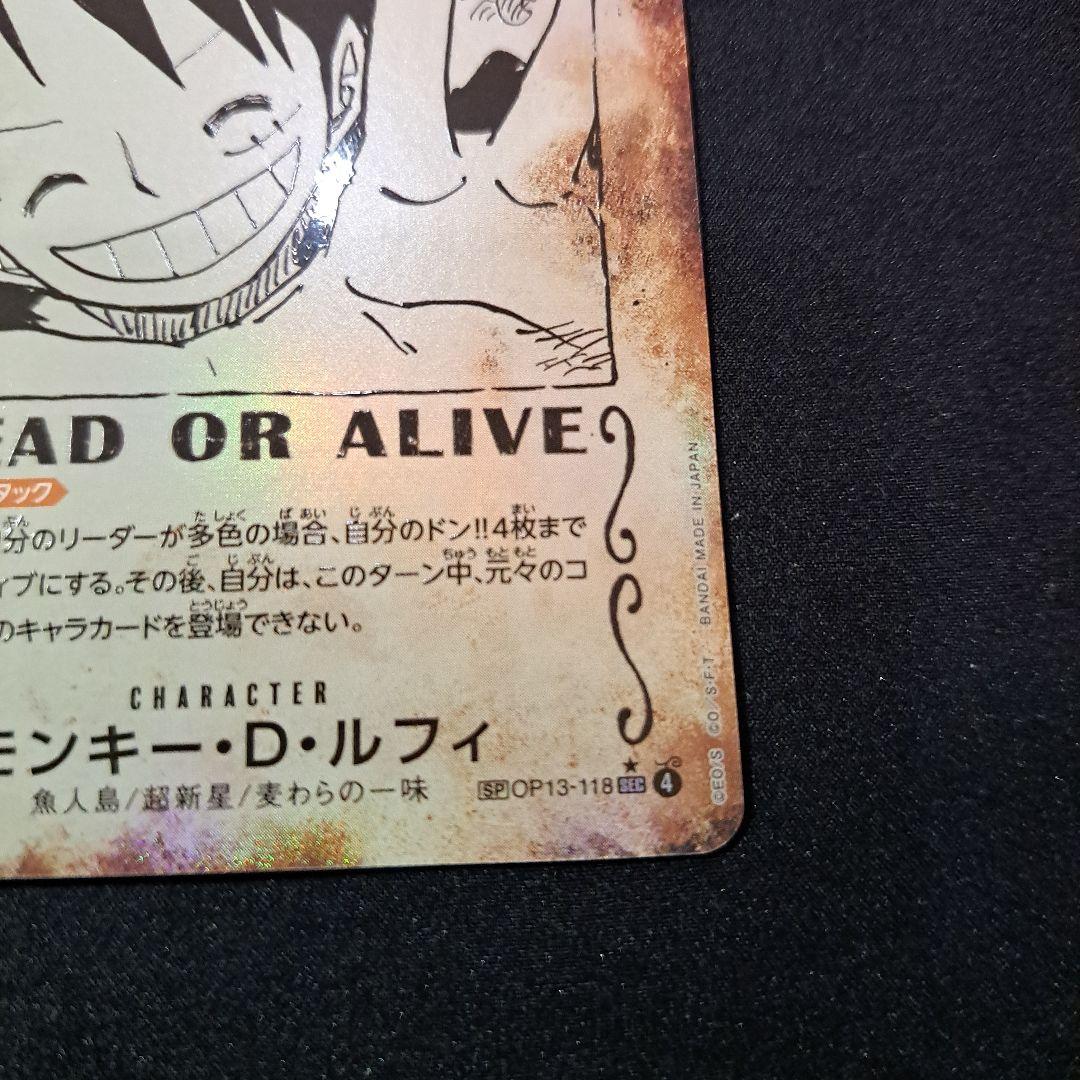 EAD OR ALIVE
タック
分のリーダーが多色の場合、自分のドン!!4枚まで
ィブにする。その後、自分は、このターン中、元々のコ
のキャラカードを登場できない。
CHARACTER
モンキー・D・ルフィ
魚人島/超新星/麦わらの一味
SP OP13-118 SEC 4
©EO/S ©O/S・F・T BANDAI MADE IN JAPAN